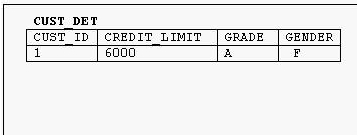 CUST_DET
CUST_ID CREDIT_LIMIT GRADE GENDER
1 6000 A F